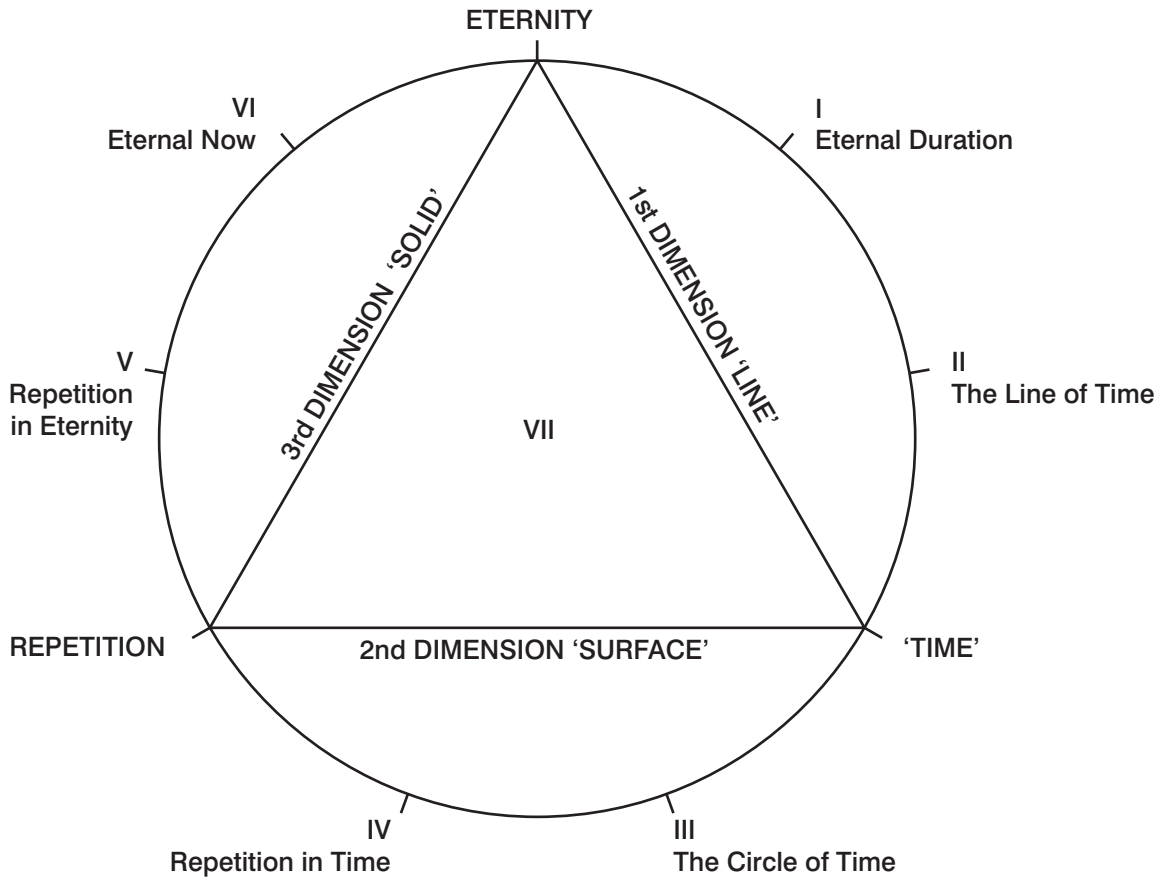 ETERNITY
VI
Eternal Now
I
Eternal Duration
3rd DIMENSION ‘SOLID’
1st DIMENSION ‘LINE’
V
Repetition
in Eternity
II
The Line of Time
VII
REPETITION
2nd DIMENSION ‘SURFACE’
‘TIME’
IV
Repetition in Time
III
The Circle of Time